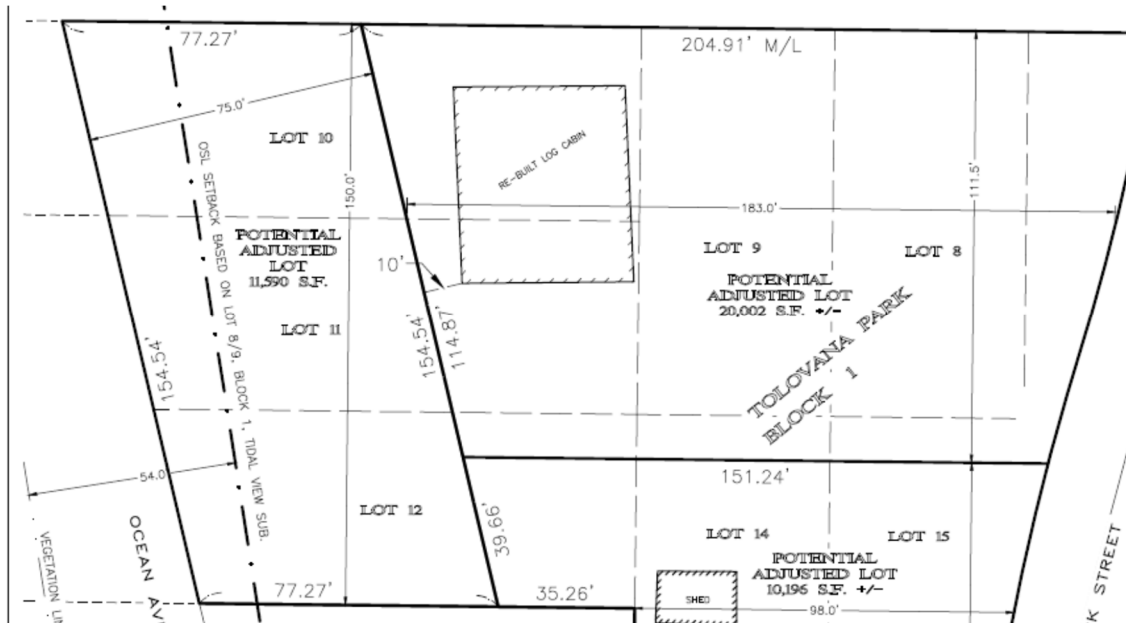 77.27'
204.91' M/L
75.0'
LOT 10
RE-BUILT LOG CABIN
150.0'
111.5'
183.0'
OSL SETBACK BASED ON LOT 8/9, BLOCK 1, TIDAL VIEW SUB.
POTENTIAL
ADJUSTED
LOT
11,590 S.F.
10'
LOT 9
LOT 8
POTENTIAL
ADJUSTED LOT
20,002 S.F. +/-
LOT 11
154.54'
154.54'
114.87'
TOLOVANA PARK
BLOCK 1
54.0'
151.24'
LOT 12
39.66'
LOT 14
LOT 15
POTENTIAL
ADJUSTED LOT
10,196 S.F. +/-
VEGETATION
OCEAN
77.27'
35.26'
SHED
98.0'
K STREET